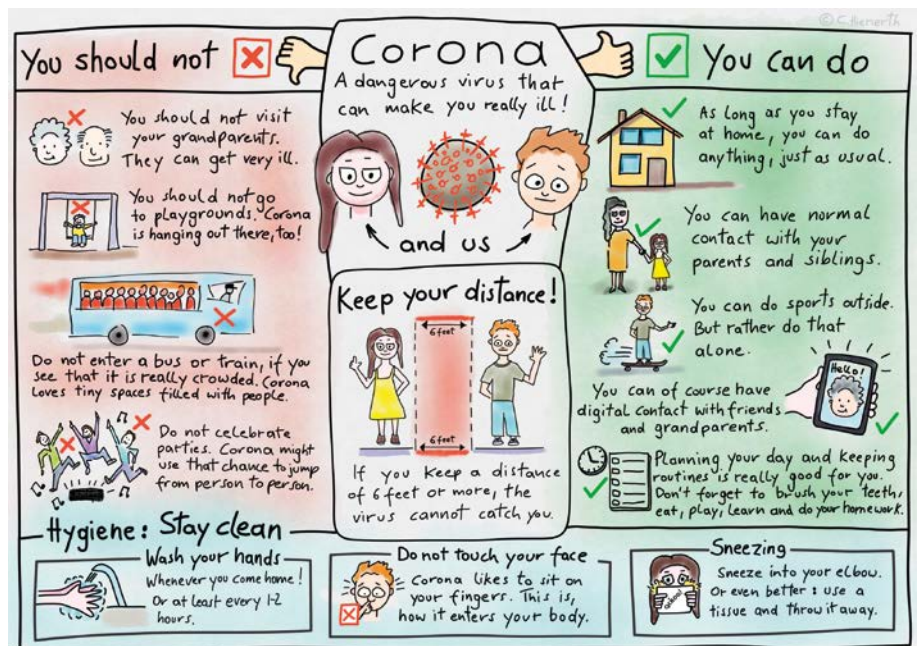 © C.Hienerth
You should not
You should not visit
your grandparents.
They can get very ill.
You should not go
to playgrounds. Corona
is hanging out there, too!
Do not enter a bus or train, if you
see that it is really crowded. Corona
loves tiny spaces filled with people.
Do not celebrate
parties. Corona might
use that chance to jump
from person to person.
Corona
A dangerous virus that
can make you really ill!
and us
Keep your distance!
6 feet
6 feet
If you keep a distance
of 6 feet or more, the
virus cannot catch you.
You can do
As long as you stay
at home, you can do
anything, just as usual.
You can have normal
contact with your
parents and siblings.
You can do sports outside.
But rather do that
alone.
Hello!
You can of course have
digital contact with friends
and grandparents.
Planning your day and keeping
routines is really good for you.
Don't forget to brush your teeth,
eat, play, learn and do your homework.
Hygiene: Stay clean
Wash your hands
Whenever you come home!
Or at least every 1-2
hours.
Do not touch your face
Corona likes to sit on
your fingers. This is,
how it enters your body.
Sneezing
Sneeze into your elbow.
Or even better: use a
tissue and throw it away.